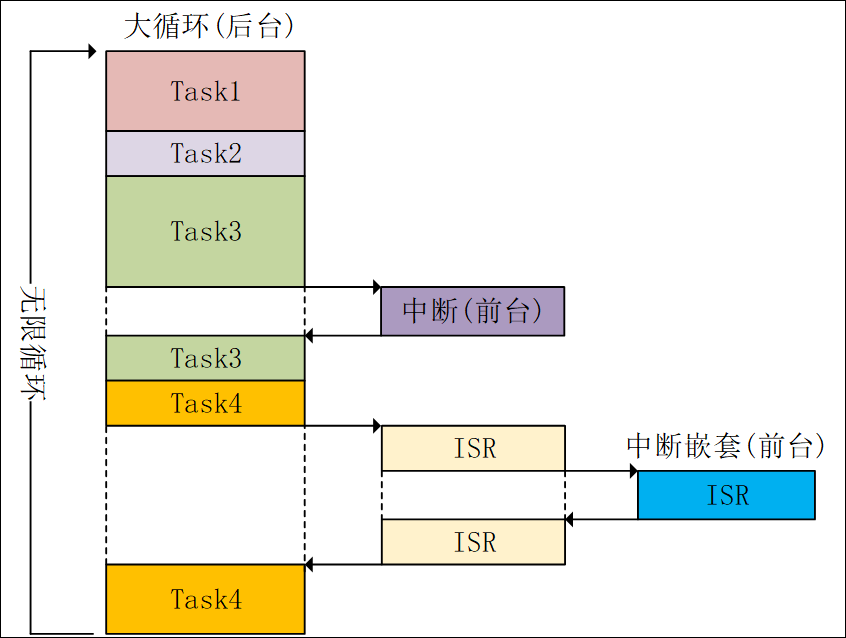 大循环(后台)
Task1
Task2
Task3
中断(前台)
无限循环
Task3
Task4
ISR
中断嵌套(前台)
ISR
ISR
Task4